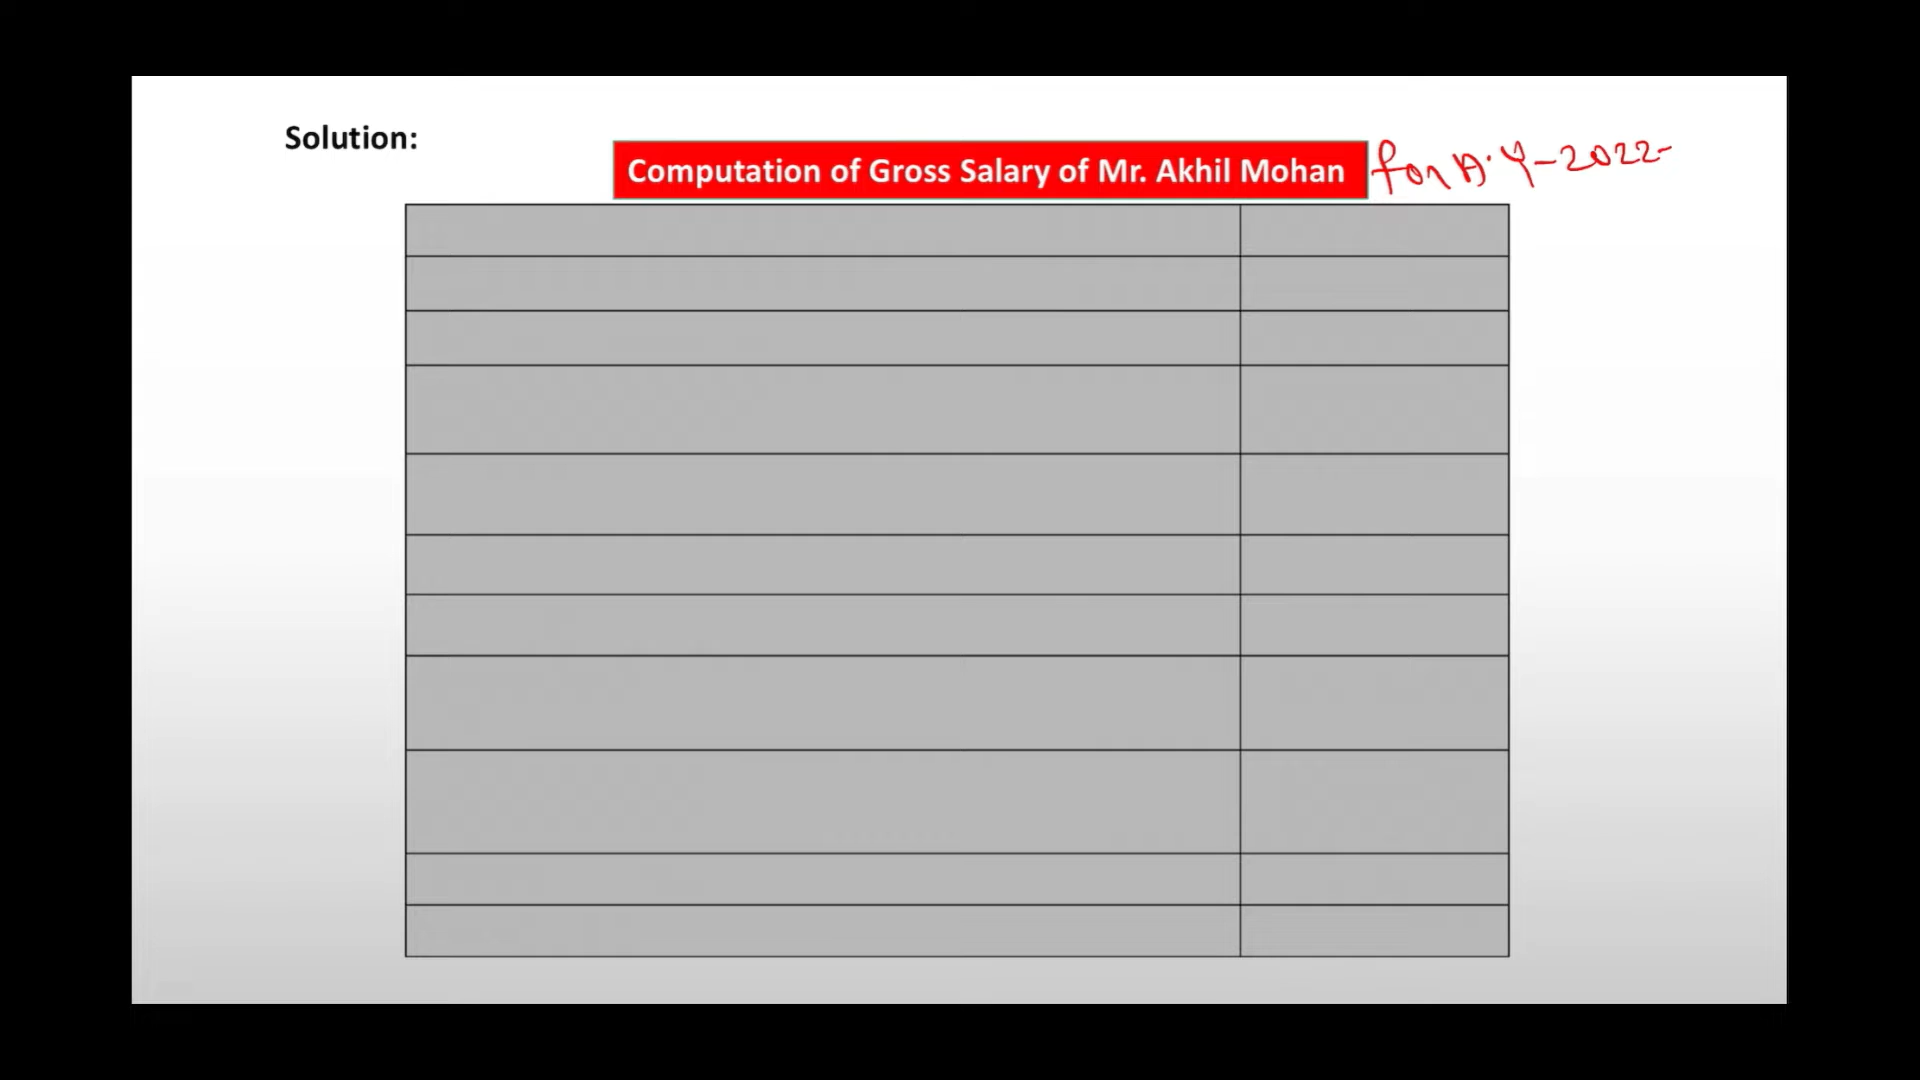 Solution:
Computation of Gross Salary of Mr. Akhil Mohan for A.Y-2022-